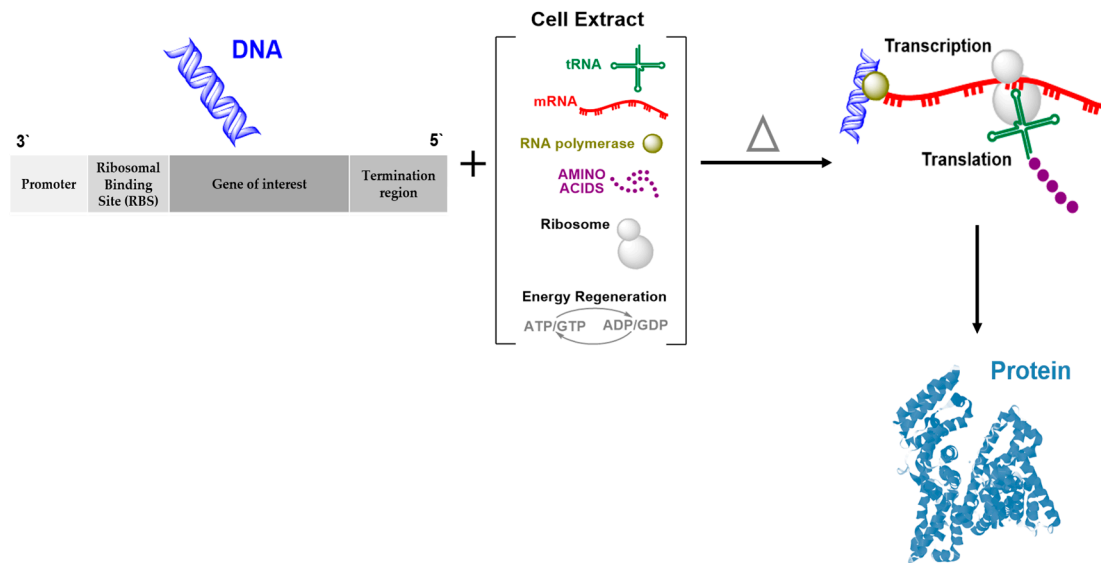 DNA
3`
5`
Promoter
Ribosomal
Binding
Site (RBS)
Gene of interest
Termination
region
+
Cell Extract
tRNA
mRNA
RNA polymerase
AMINO
ACIDS
Ribosome
Energy Regeneration
ATP/GTP ADP/GDP
Δ
Transcription
Translation
Protein